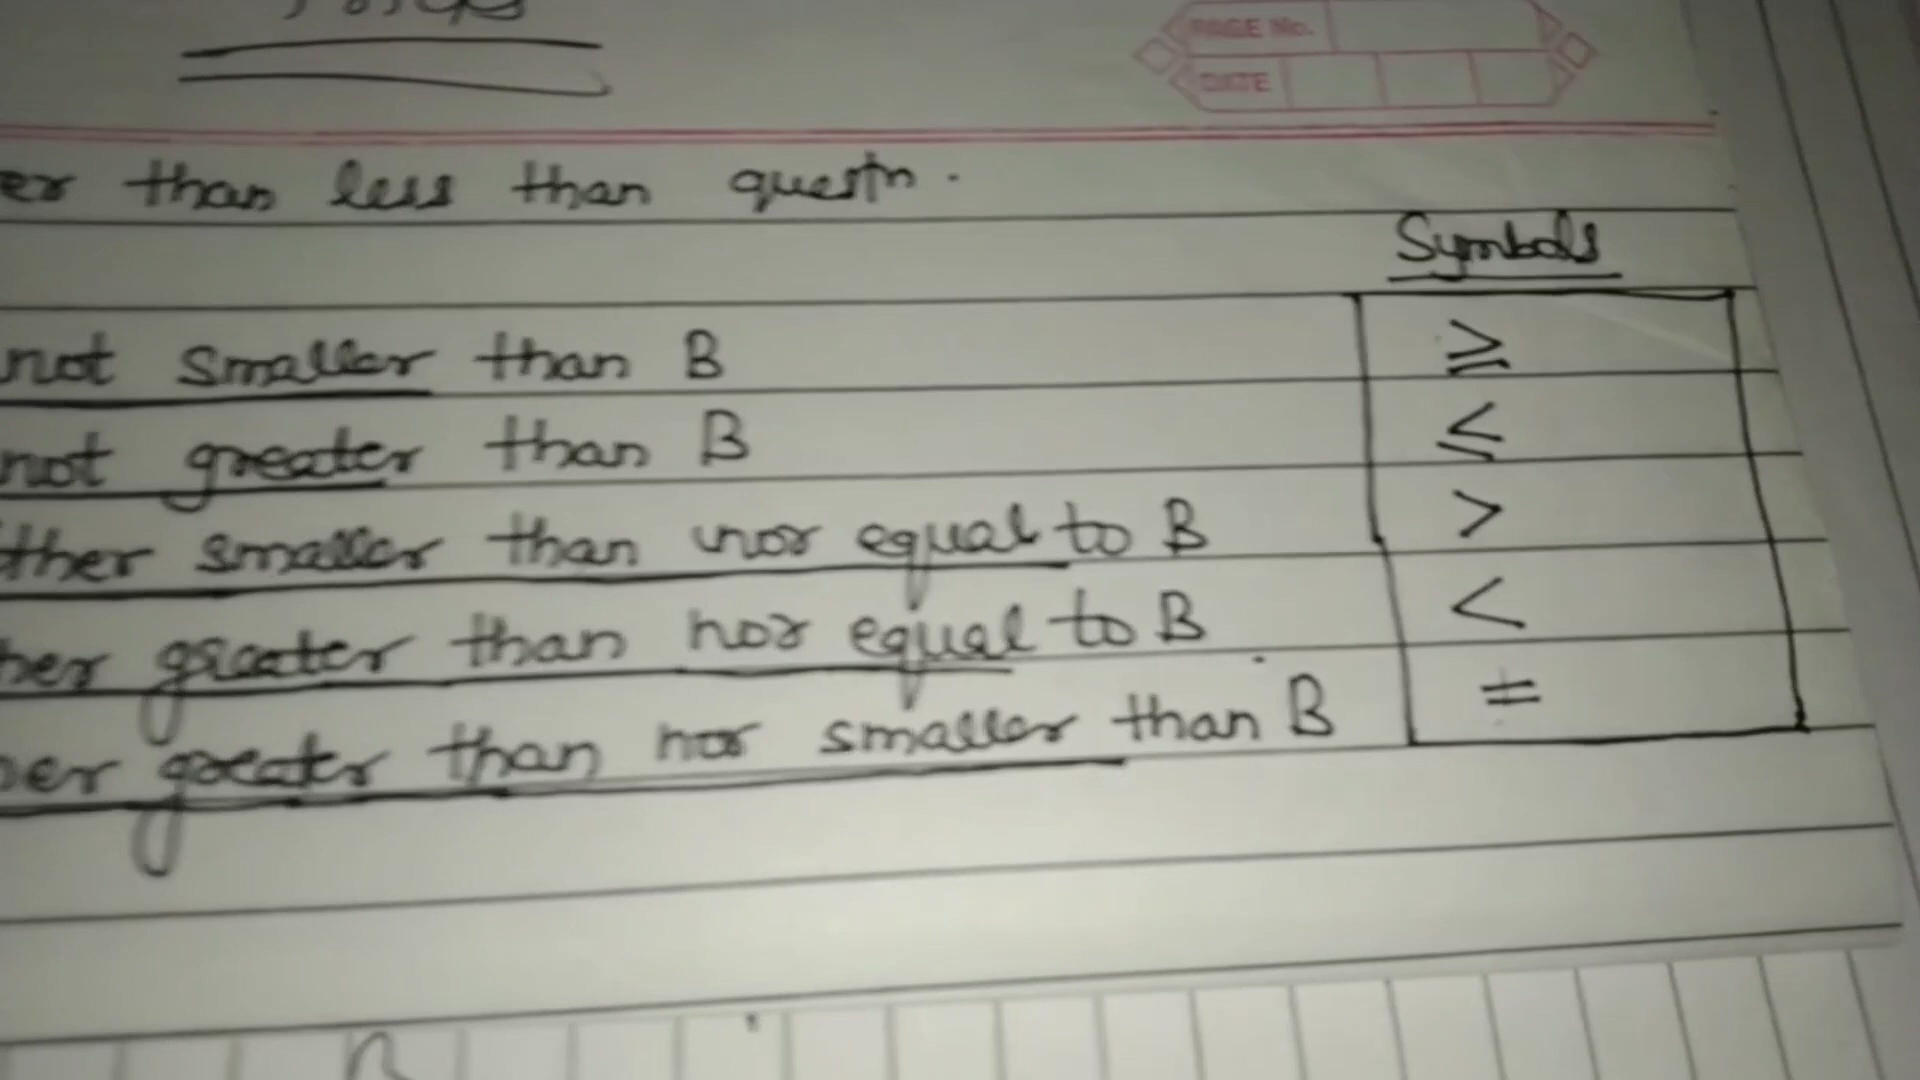 PAGE No.
DATE
er than less than questn.
Symbols
not smaller than B ≥
not greater than B ≤
ther smaller than nor equal to B >
her greater than nor equal to B <
her greater than nor smaller than B =